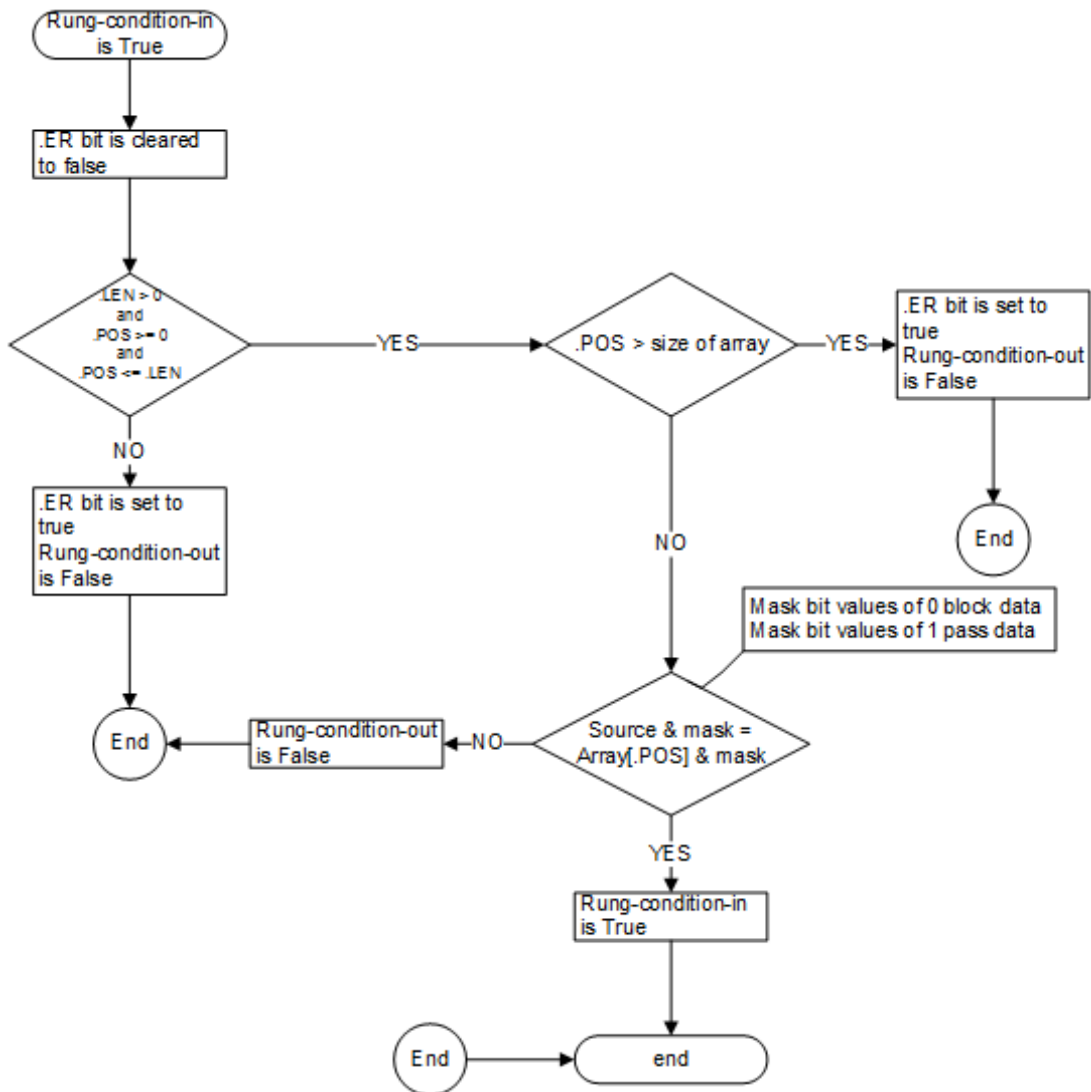 Rung-condition-in
is True
.ER bit is cleared
to false
.LEN > 0
and
.POS >= 0
and
.POS <= .LEN
YES
.POS > size of array
YES
.ER bit is set to
true
Rung-condition-out
is False
NO
.ER bit is set to
true
Rung-condition-out
is False
End
NO
Mask bit values of 0 block data
Mask bit values of 1 pass data
Source & mask =
Array[.POS] & mask
NO
Rung-condition-out
is False
End
YES
Rung-condition-in
is True
End
end